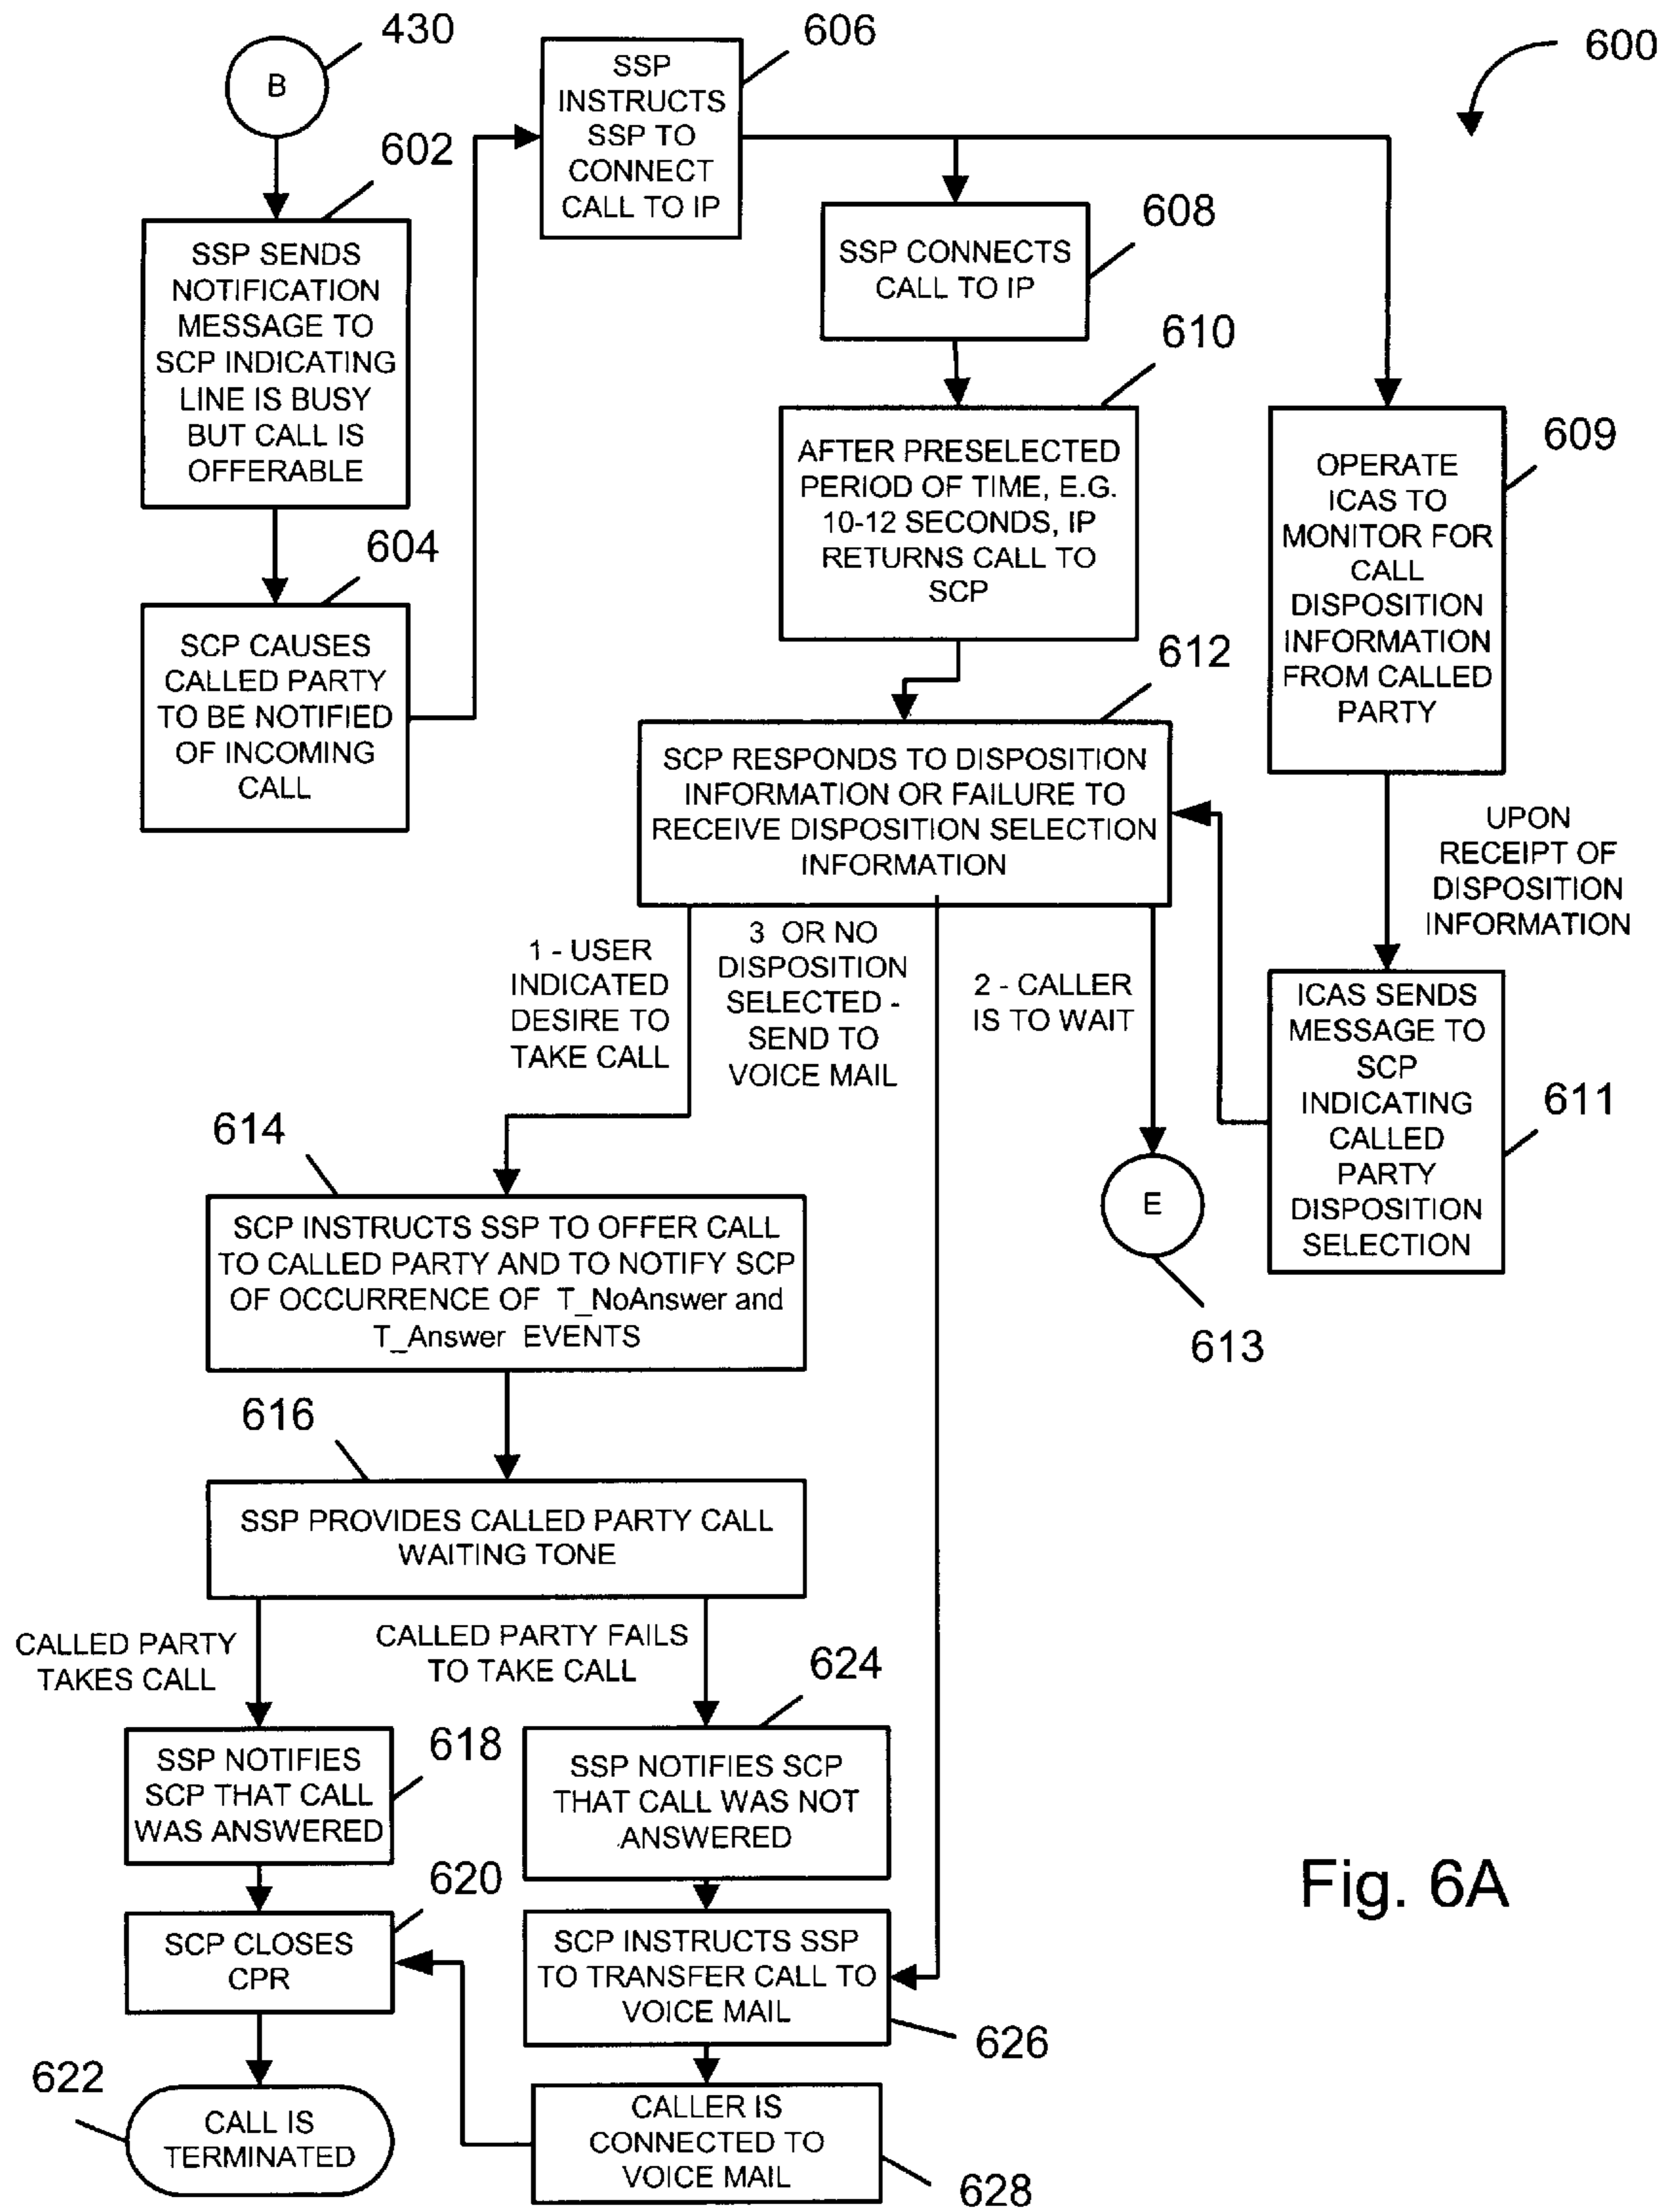 430
B
602
SSP SENDS
NOTIFICATION
MESSAGE TO
SCP INDICATING
LINE IS BUSY
BUT CALL IS
OFFERABLE
604
SCP CAUSES
CALLED PARTY
TO BE NOTIFIED
OF INCOMING
CALL
606
SSP
INSTRUCTS
SSP TO
CONNECT
CALL TO IP
600
608
SSP CONNECTS
CALL TO IP
610
AFTER PRESELECTED
PERIOD OF TIME, E.G.
10-12 SECONDS, IP
RETURNS CALL TO
SCP
609
OPERATE
ICAS TO
MONITOR FOR
CALL
DISPOSITION
INFORMATION
FROM CALLED
PARTY
612
SCP RESPONDS TO DISPOSITION
INFORMATION OR FAILURE TO
RECEIVE DISPOSITION SELECTION
INFORMATION
UPON
RECEIPT OF
DISPOSITION
INFORMATION
1 - USER
INDICATED
DESIRE TO
TAKE CALL
3 OR NO
DISPOSITION
SELECTED -
SEND TO
VOICE MAIL
2 - CALLER
IS TO WAIT
ICAS SENDS
MESSAGE TO
SCP
INDICATING
CALLED
PARTY
DISPOSITION
SELECTION
611
E
613
614
SCP INSTRUCTS SSP TO OFFER CALL
TO CALLED PARTY AND TO NOTIFY SCP
OF OCCURRENCE OF T_NoAnswer and
T_Answer EVENTS
616
SSP PROVIDES CALLED PARTY CALL
WAITING TONE
CALLED PARTY
TAKES CALL
CALLED PARTY FAILS
TO TAKE CALL
618
SSP NOTIFIES
SCP THAT CALL
WAS ANSWERED
624
SSP NOTIFIES SCP
THAT CALL WAS NOT
ANSWERED
620
SCP CLOSES
CPR
SCP INSTRUCTS SSP
TO TRANSFER CALL TO
VOICE MAIL
626
622
CALL IS
TERMINATED
CALLER IS
CONNECTED TO
VOICE MAIL
628
Fig. 6A